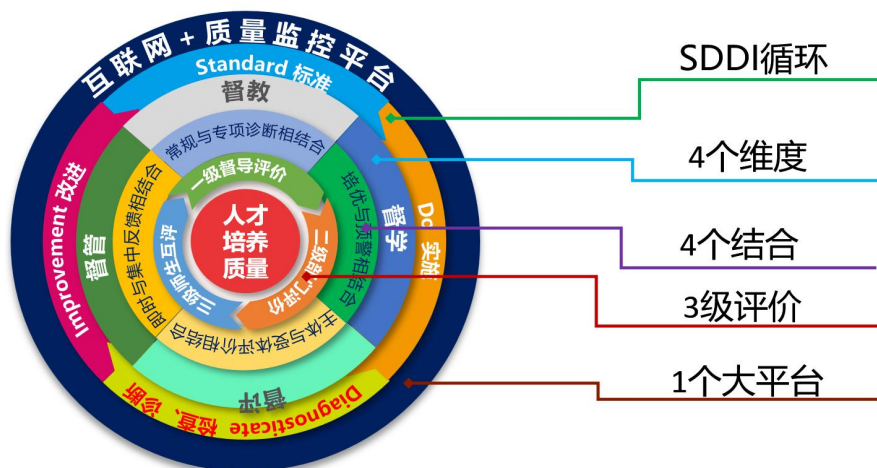 互联网+质量监控平台
Standard 标准
督教
常规与专项诊断相结合
一级督导评价
人才
培养
质量
二级部门评价
三级师生互评
培优与预警相结合
督学
Do 实施
主体与受体评价相结合
督评
Diagnosticate 检查、诊断
即时与集中反馈相结合
督管
Improvement 改进
SDDI循环
4个维度
4个结合
3级评价
1个大平台